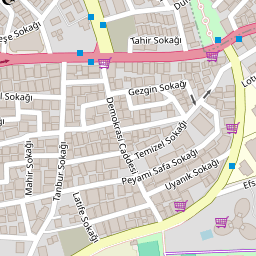 Tahir Sokağı
Gezgin Sokağı
Sokağı
Demokrasi Caddesi
Temizel Sokağı
Mahir Sokağı
Tanbur Sokağı
Peyami Safa Sokağı
Uyanık Sokağı
Latife Sokağı